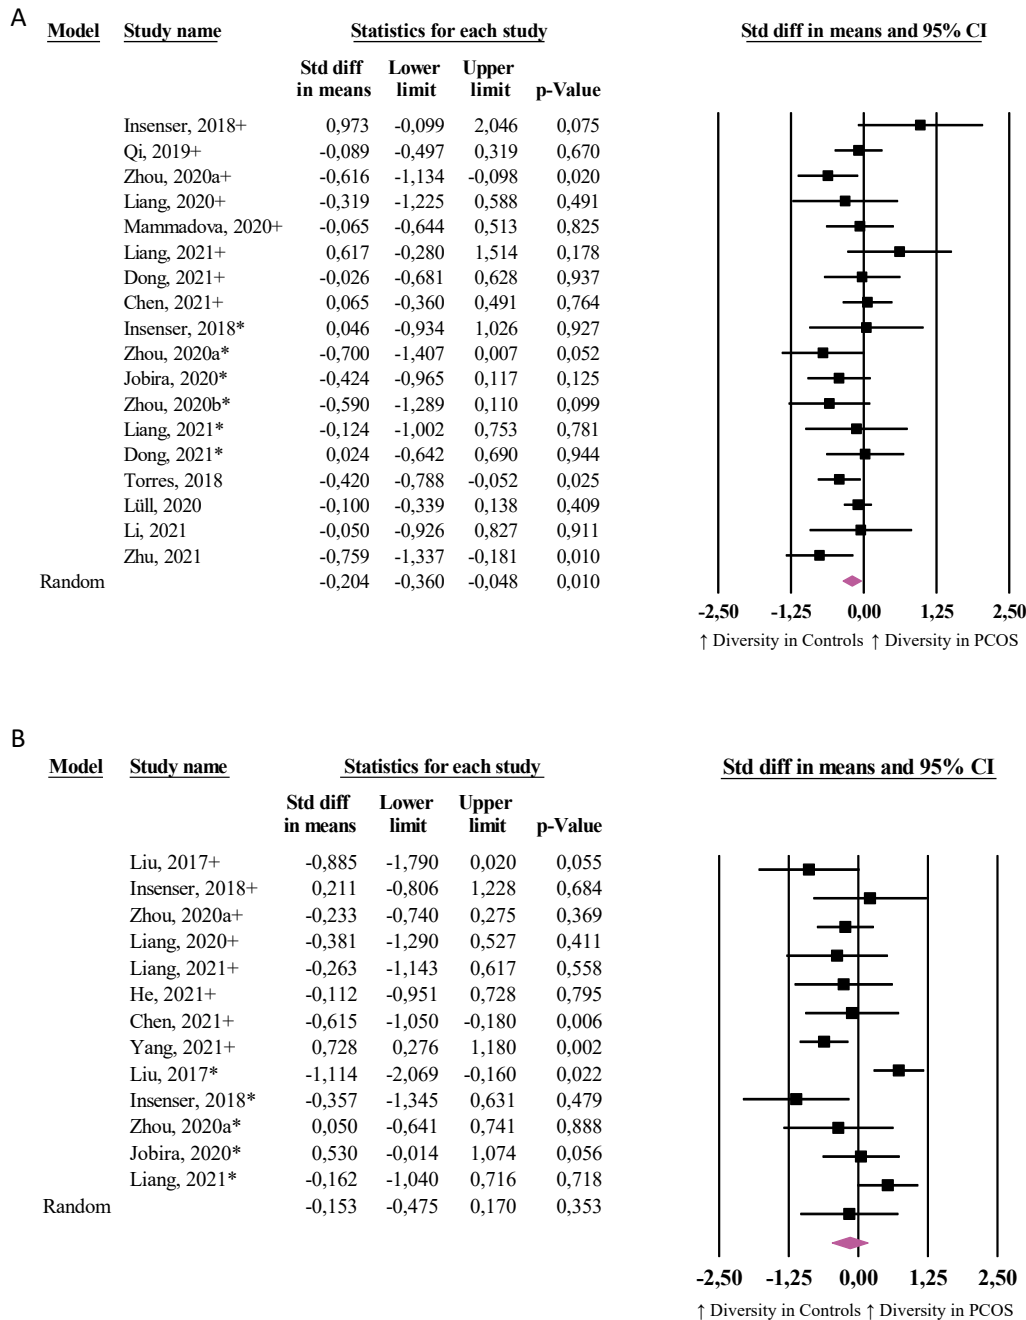 A
Model Study name Statistics for each study Std diff in means and 95% CI
Std diff Lower Upper
in means limit limit p-Value
Insenser, 2018+ 0,973 -0,099 2,046 0,075
Qi, 2019+ -0,089 -0,497 0,319 0,670
Zhou, 2020a+ -0,616 -1,134 -0,098 0,020
Liang, 2020+ -0,319 -1,225 0,588 0,491
Mammadova, 2020+ -0,065 -0,644 0,513 0,825
Liang, 2021+ 0,617 -0,280 1,514 0,178
Dong, 2021+ -0,026 -0,681 0,628 0,937
Chen, 2021+ 0,065 -0,360 0,491 0,764
Insenser, 2018* 0,046 -0,934 1,026 0,927
Zhou, 2020a* -0,700 -1,407 0,007 0,052
Jobira, 2020* -0,424 -0,965 0,117 0,125
Zhou, 2020b* -0,590 -1,289 0,110 0,099
Liang, 2021* -0,124 -1,002 0,753 0,781
Dong, 2021* 0,024 -0,642 0,690 0,944
Torres, 2018 -0,420 -0,788 -0,052 0,025
Lüll, 2020 -0,100 -0,339 0,138 0,409
Li, 2021 -0,050 -0,926 0,827 0,911
Zhu, 2021 -0,759 -1,337 -0,181 0,010
Random -0,204 -0,360 -0,048 0,010
-2,50 -1,25 0,00 1,25 2,50
↑ Diversity in Controls ↑ Diversity in PCOS
B
Model Study name Statistics for each study Std diff in means and 95% CI
Std diff Lower Upper
in means limit limit p-Value
Liu, 2017+ -0,885 -1,790 0,020 0,055
Insenser, 2018+ 0,211 -0,806 1,228 0,684
Zhou, 2020a+ -0,233 -0,740 0,275 0,369
Liang, 2020+ -0,381 -1,290 0,527 0,411
Liang, 2021+ -0,263 -1,143 0,617 0,558
He, 2021+ -0,112 -0,951 0,728 0,795
Chen, 2021+ -0,615 -1,050 -0,180 0,006
Yang, 2021+ 0,728 0,276 1,180 0,002
Liu, 2017* -1,114 -2,069 -0,160 0,022
Insenser, 2018* -0,357 -1,345 0,631 0,479
Zhou, 2020a* 0,050 -0,641 0,741 0,888
Jobira, 2020* 0,530 -0,014 1,074 0,056
Liang, 2021* -0,162 -1,040 0,716 0,718
Random -0,153 -0,475 0,170 0,353
-2,50 -1,25 0,00 1,25 2,50
↑ Diversity in Controls ↑ Diversity in PCOS